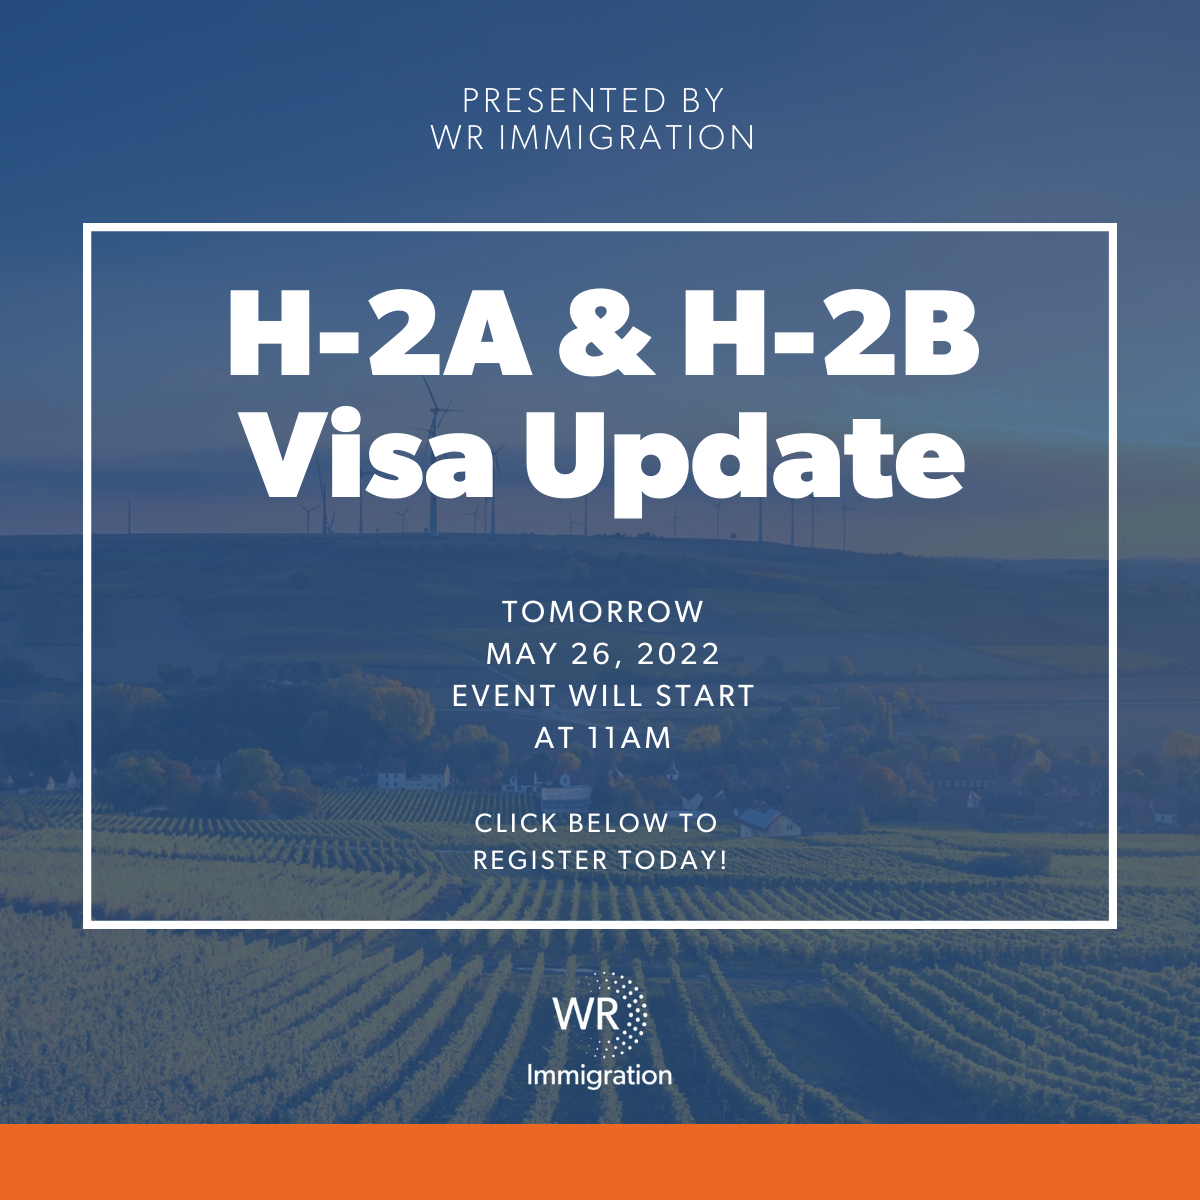 PRESENTED BY
WR IMMIGRATION
H-2A & H-2B
Visa Update
TOMORROW
MAY 26, 2022
EVENT WILL START
AT 11AM
CLICK BELOW TO
REGISTER TODAY!
WR
Immigration